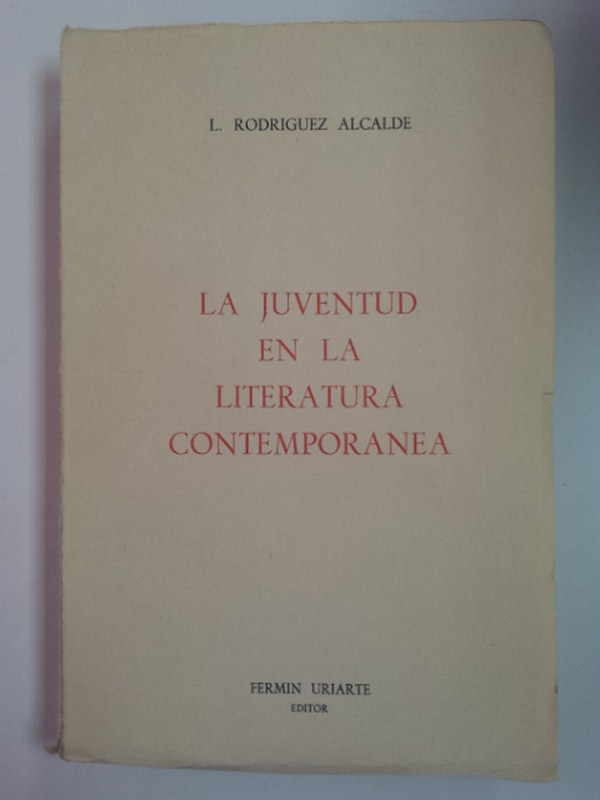 L. RODRIGUEZ ALCALDE
LA JUVENTUD
EN LA
LITERATURA
CONTEMPORANEA
FERMIN URIARTE
EDITOR